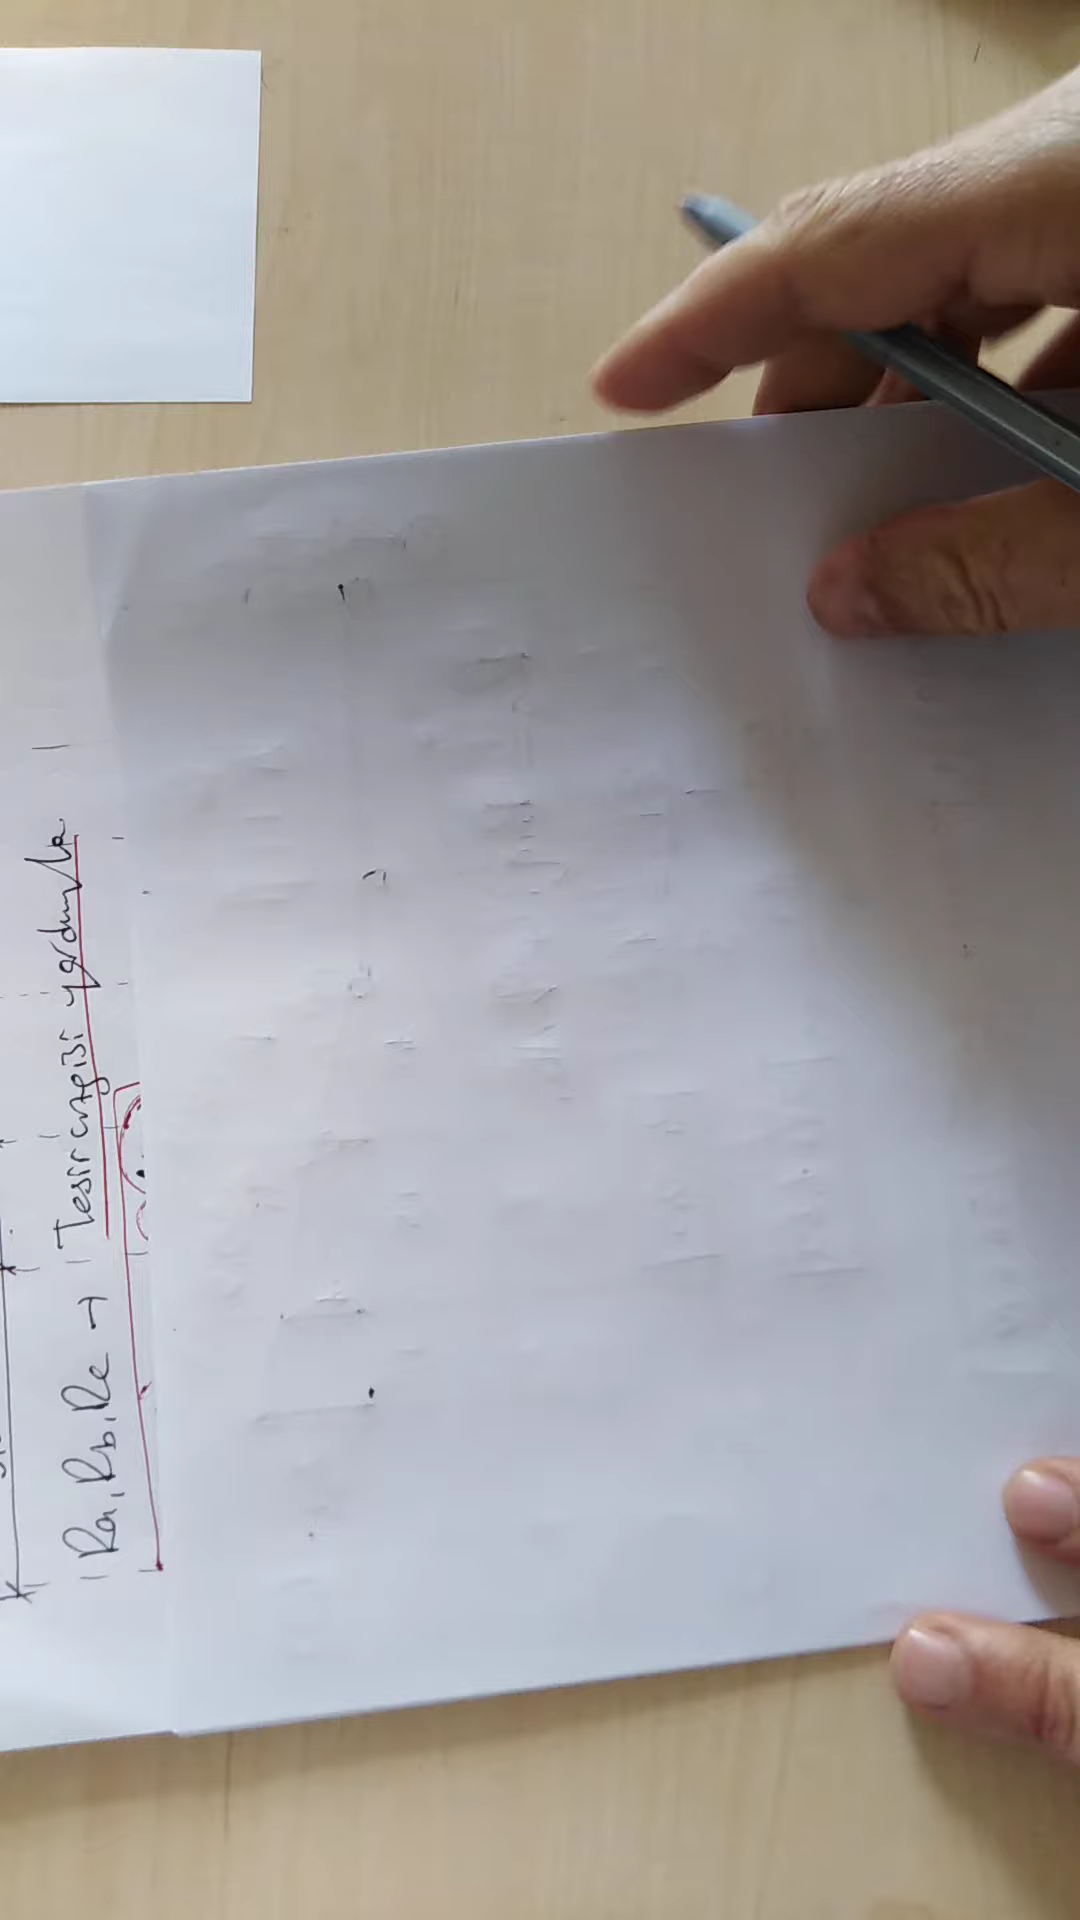 Ra, Rb, Rc → Tesir çizgisi yardımıyla